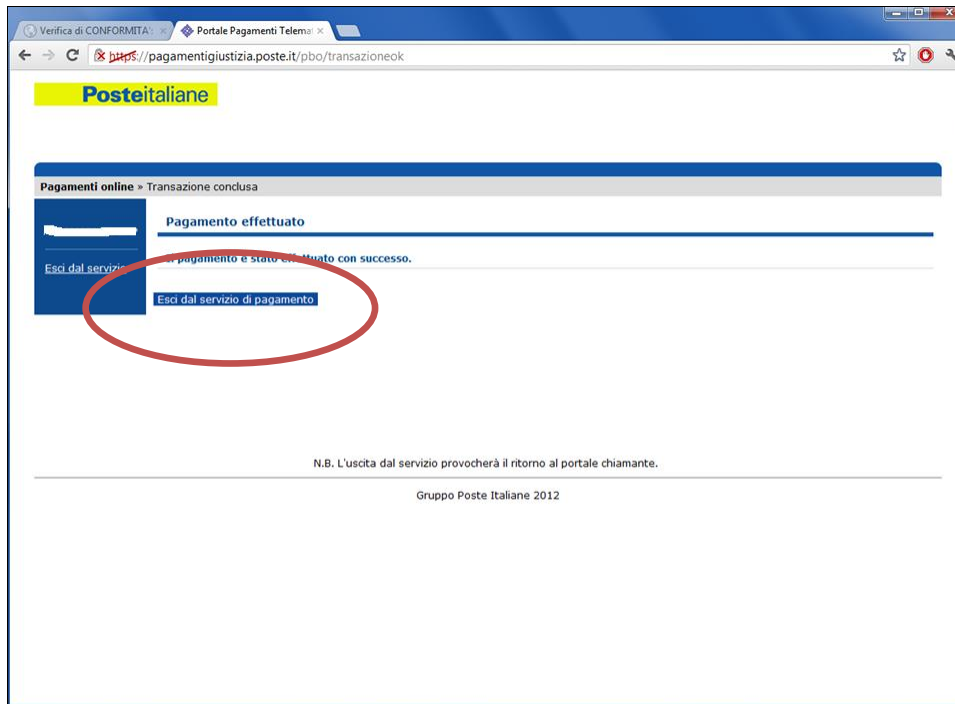 Verifica di CONFORMITA'
Portale Pagamenti Telema
https://pagamentigiustizia.poste.it/pbo/transazioneok
Posteitaliane
Pagamenti online » Transazione conclusa
Pagamento effettuato
pagamento è stato effettuato con successo.
Esci dal servizio
Esci dal servizio di pagamento
N.B. L'uscita dal servizio provocherà il ritorno al portale chiamante.
Gruppo Poste Italiane 2012